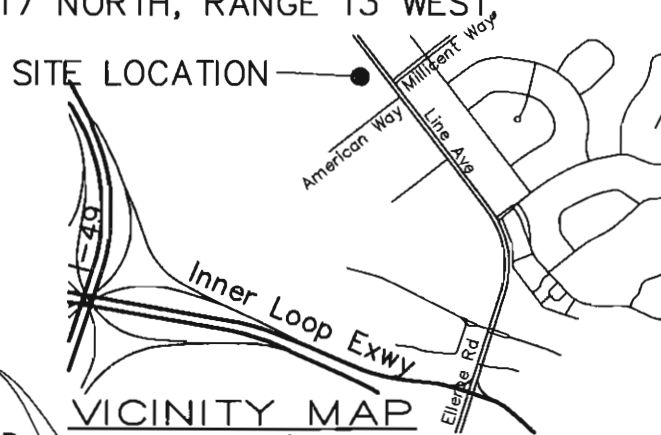 17 NORTH, RANGE 13 WEST,
SITE LOCATION
Millicent Way
American Way
Line Ave
I-49
Inner Loop Exwy
Ellerbe Rd
VICINITY MAP